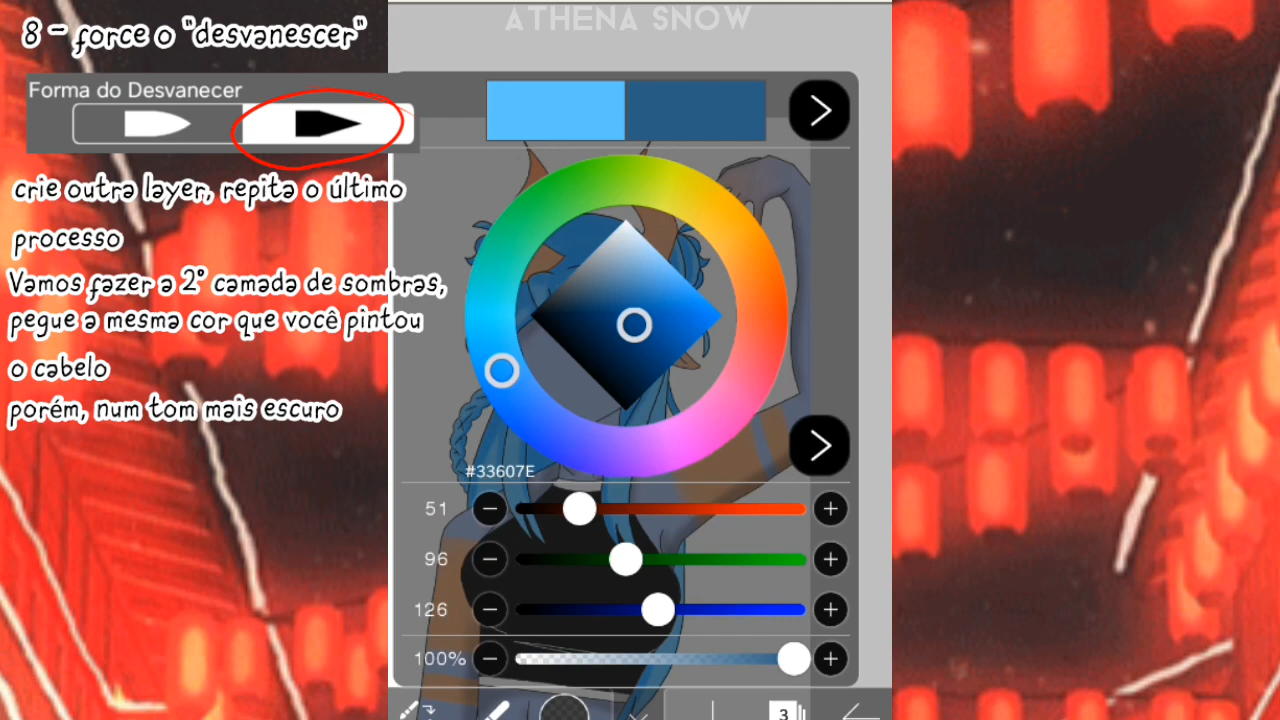 ATHENA SNOW
8 - force o "desvanescer"
Forma do Desvanecer
crie outra layer, repita o último
processo
Vamos fazer a 2° camada de sombras,
pegue a mesma cor que você pintou
o cabelo
porém, num tom mais escuro
#33607E
51
96
126
100%
3